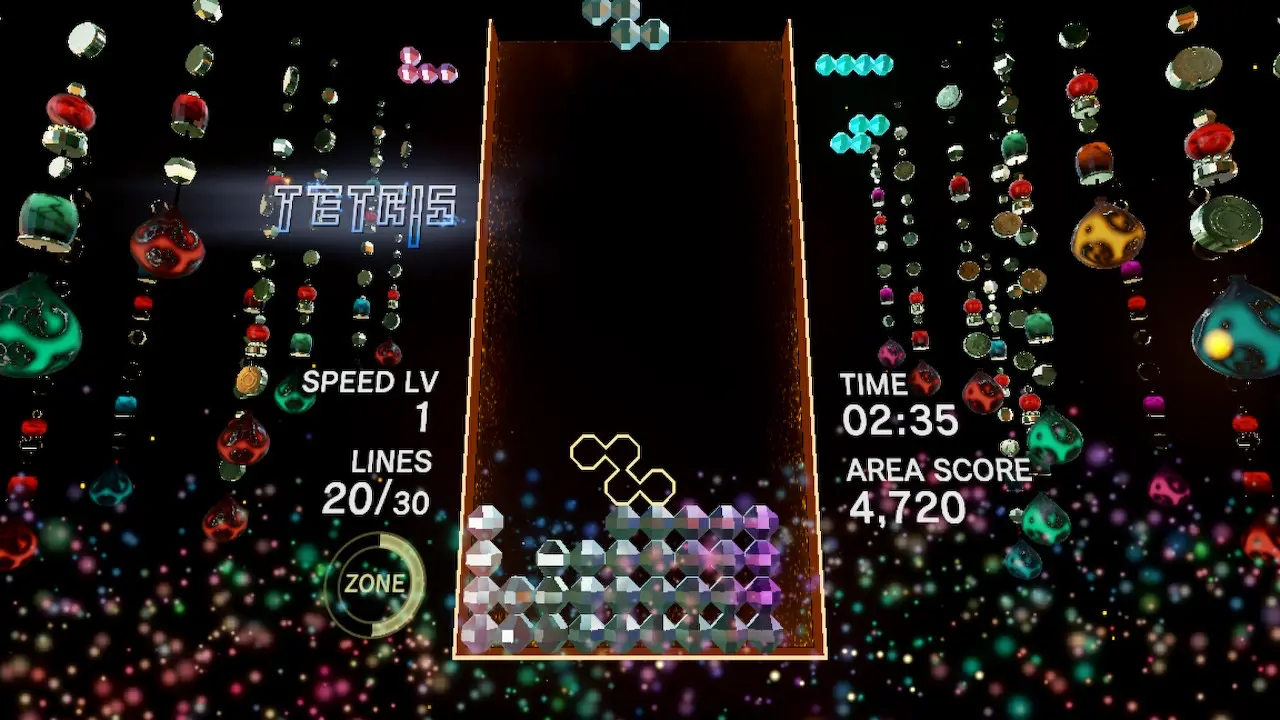 TETRIS
SPEED LV
1
LINES
20/30
ZONE
TIME
02:35
AREA SCORE
4,720